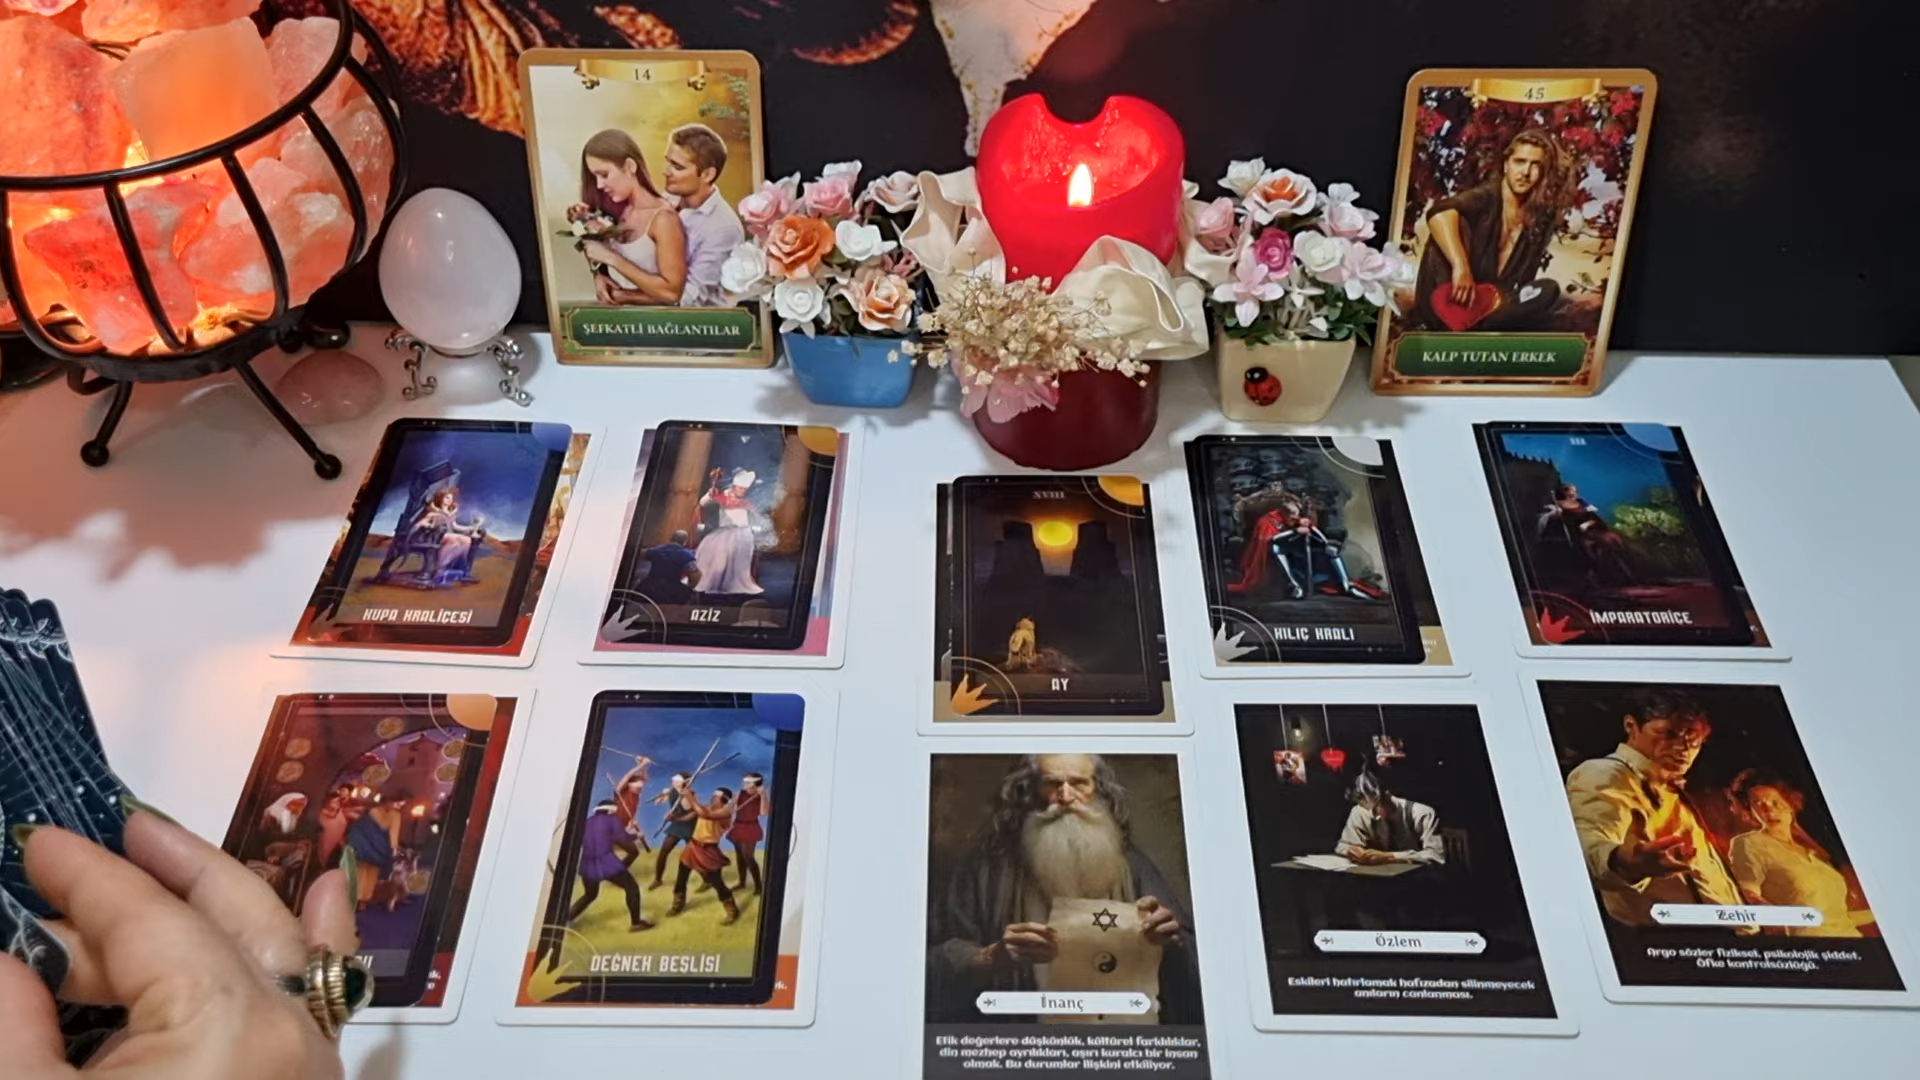 14
ŞEFKATLİ BAĞLANTILAR
45
KALP TUTAN ERKEK
KUPA KRALİÇESİ
V
AZİZ
XVIII
AY
KILIÇ KRALI
III
İMPARATORİÇE
DEĞNEK BEŞLİSİ
İnanç
Etik değerlere düşkünlük, kültürel farklılıklar,
din mezhep ayrılıkları, aşırı kuralcı bir insan
olmak. Bu durumlar ilişkini etkiliyor.
Özlem
Eskileri hatırlamak hafızadan silinmeyecek
anıların canlanması.
Zehir
Argo sözler fiziksel, psikolojik şiddet.
Öfke kontrolsüzlüğü.